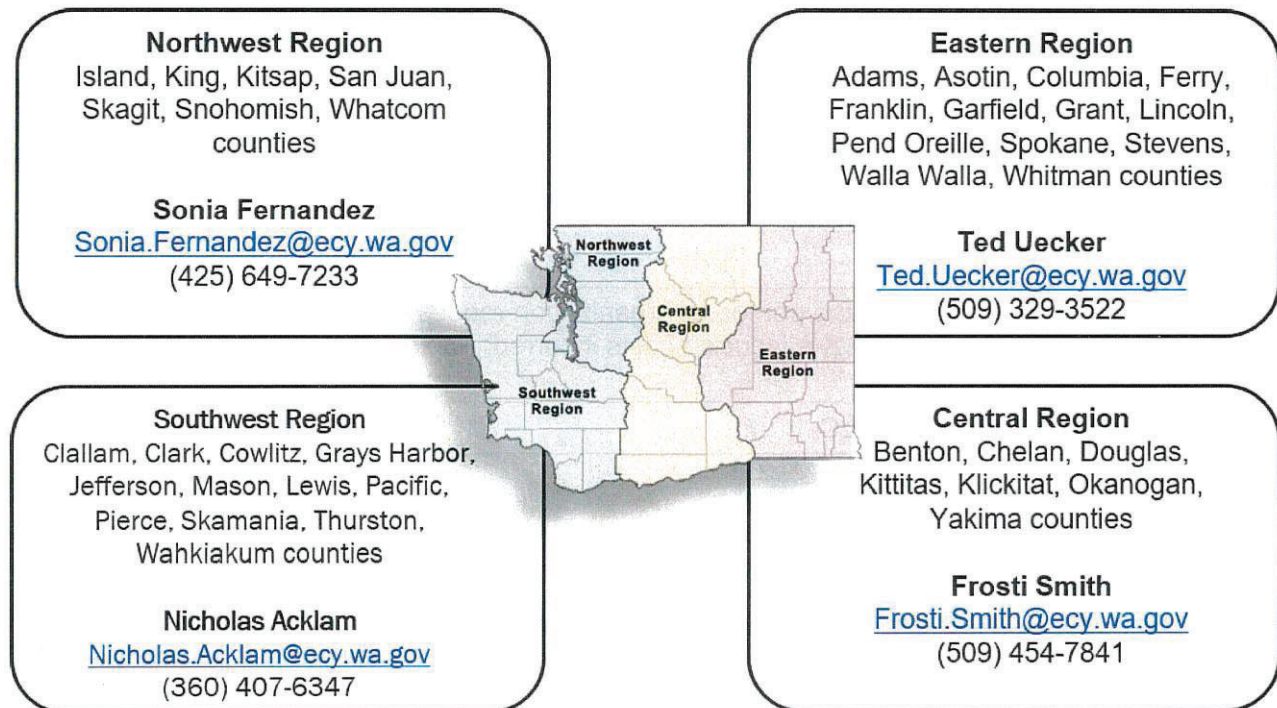 Northwest Region
Island, King, Kitsap, San Juan,
Skagit, Snohomish, Whatcom
counties
Sonia Fernandez
Sonia.Fernandez@ecy.wa.gov
(425) 649-7233
Eastern Region
Adams, Asotin, Columbia, Ferry,
Franklin, Garfield, Grant, Lincoln,
Pend Oreille, Spokane, Stevens,
Walla Walla, Whitman counties
Ted Uecker
Ted.Uecker@ecy.wa.gov
(509) 329-3522
Northwest
Region
Central
Region
Eastern
Region
Southwest
Region
Southwest Region
Clallam, Clark, Cowlitz, Grays Harbor,
Jefferson, Mason, Lewis, Pacific,
Pierce, Skamania, Thurston,
Wahkiakum counties
Nicholas Acklam
Nicholas.Acklam@ecy.wa.gov
(360) 407-6347
Central Region
Benton, Chelan, Douglas,
Kittitas, Klickitat, Okanogan,
Yakima counties
Frosti Smith
Frosti.Smith@ecy.wa.gov
(509) 454-7841